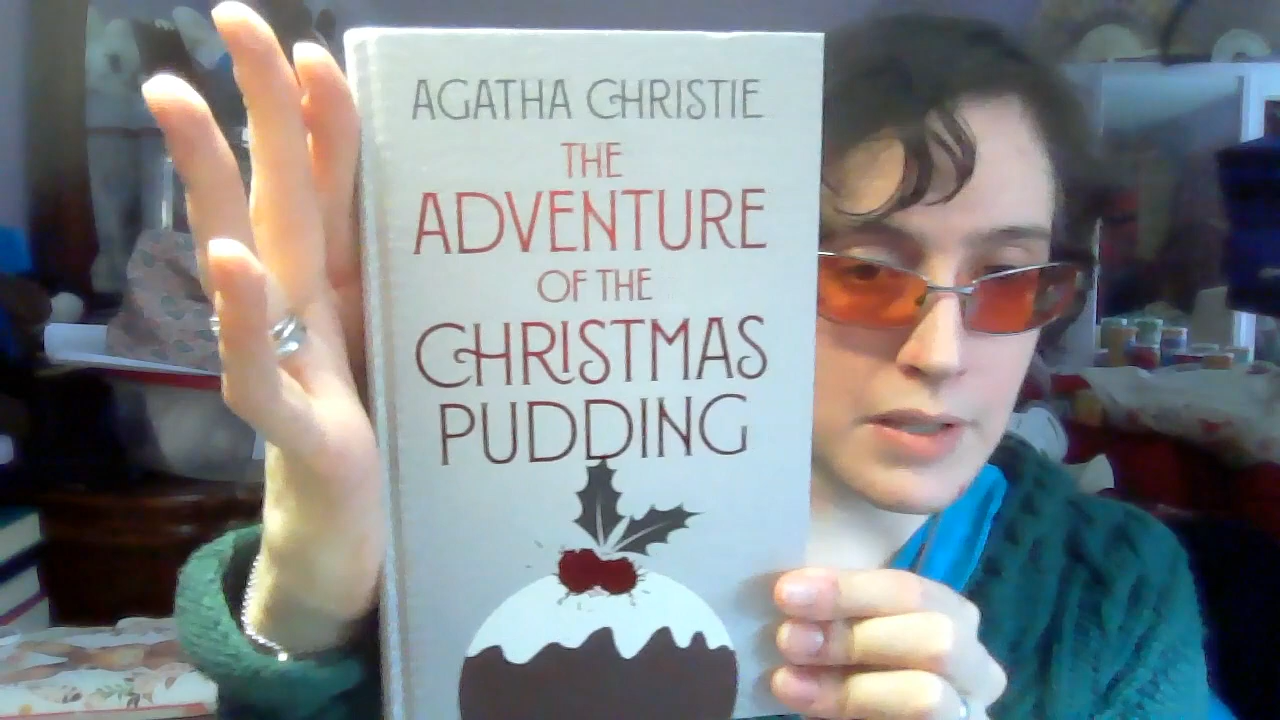 AGATHA CHRISTIE
THE
ADVENTURE
OF THE
CHRISTMAS
PUDDING